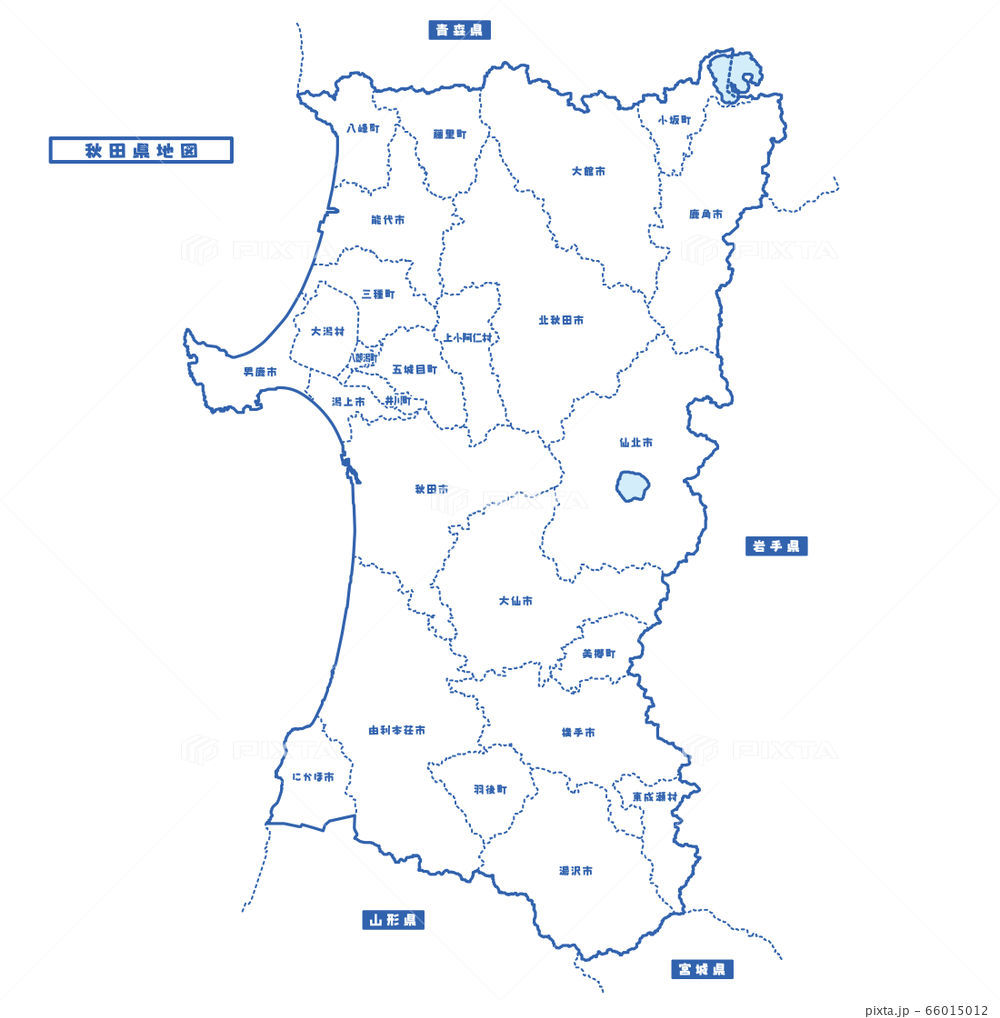 青森県
小坂町
八峰町
藤里町
秋田県地図
大館市
鹿角市
能代市
PIXTA
PIXTA
三種町
北秋田市
大潟村
上小阿仁村
八郎潟町
五城目町
男鹿市
潟上市
井川町
仙北市
秋田市
PIXTA
岩手県
大仙市
美郷町
由利本荘市
横手市
PIXTA
PIXTA
にかほ市
羽後町
東成瀬村
湯沢市
山形県
宮城県
pixta.jp - 66015012